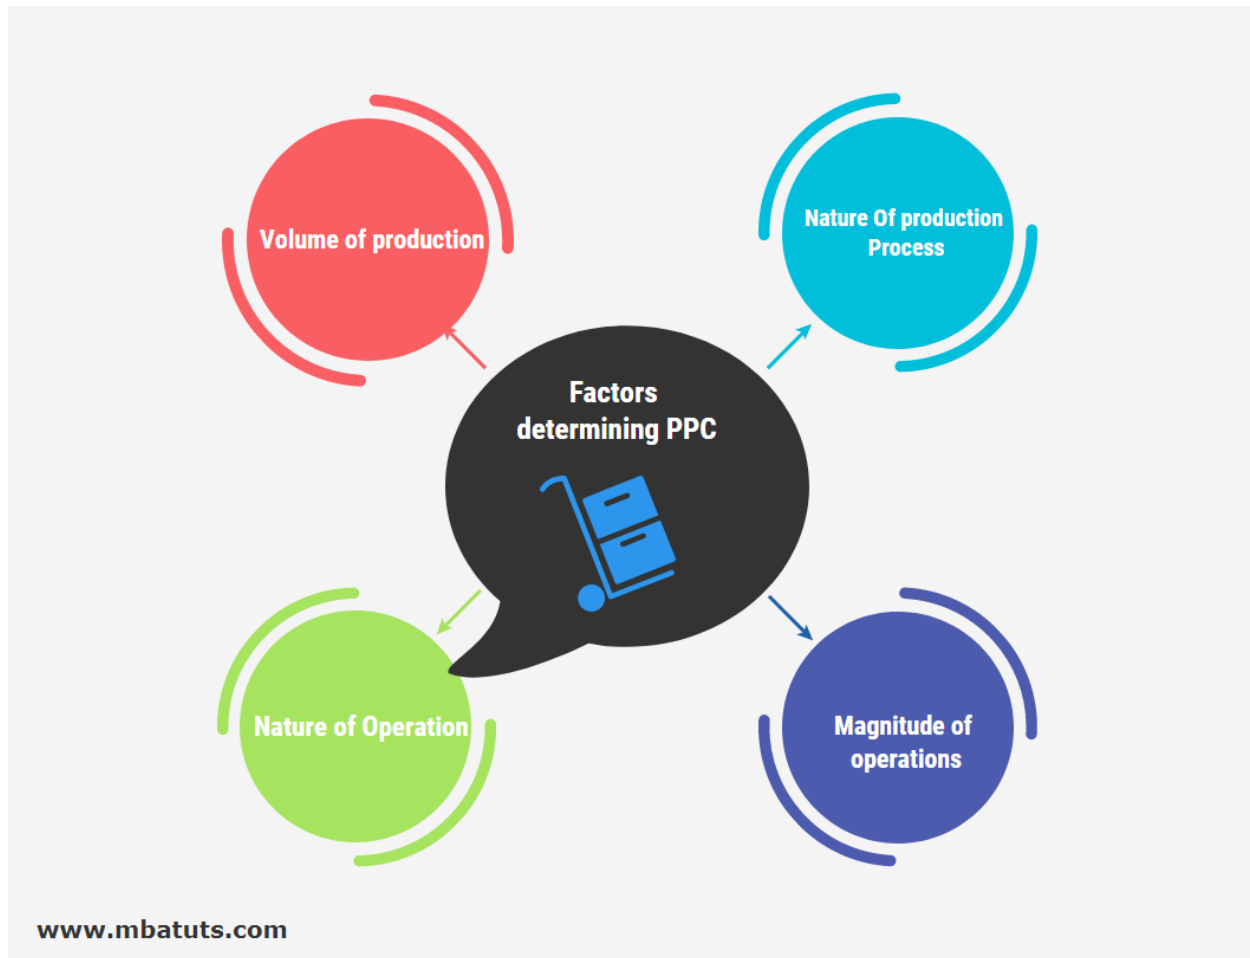 Volume of production
Nature Of production
Process
Factors
determining PPC
Nature of Operation
Magnitude of
operations
www.mbatuts.com